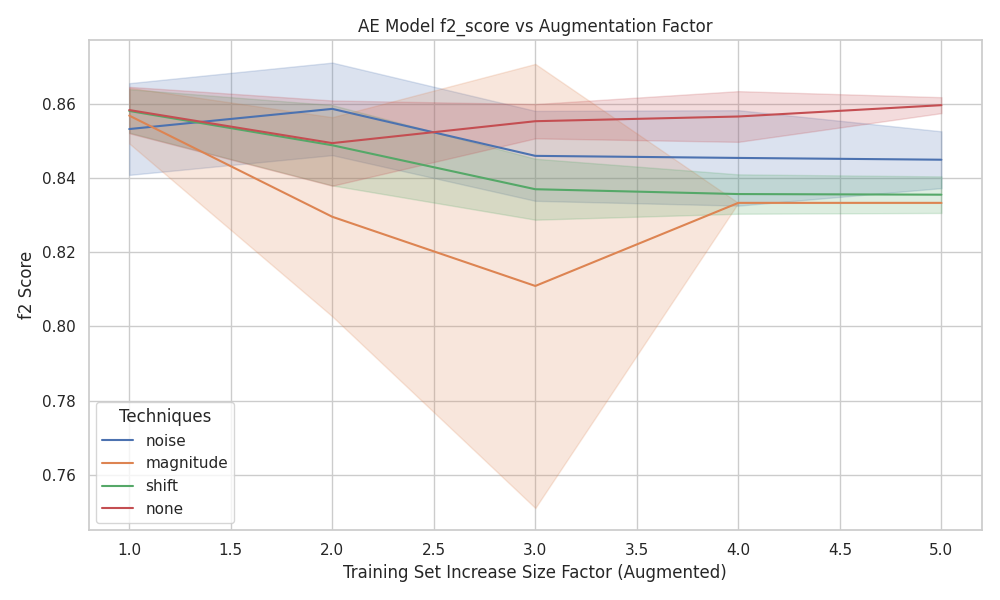 AE Model f2_score vs Augmentation Factor
f2 Score
0.86
0.84
0.82
0.80
0.78
0.76
Techniques
noise
magnitude
shift
none
1.0 1.5 2.0 2.5 3.0 3.5 4.0 4.5 5.0
Training Set Increase Size Factor (Augmented)